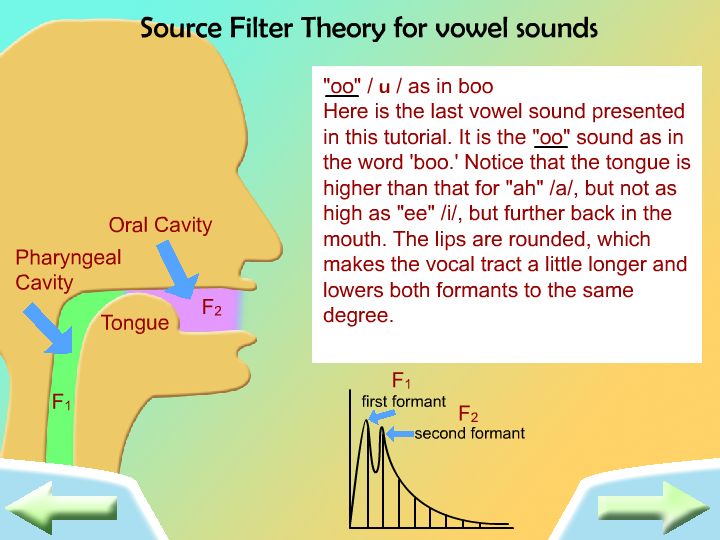 Source Filter Theory for vowel sounds
"oo" / u / as in boo
Here is the last vowel sound presented
in this tutorial. It is the "oo" sound as in
the word 'boo.' Notice that the tongue is
higher than that for "ah" /a/, but not as
high as "ee" /i/, but further back in the
mouth. The lips are rounded, which
makes the vocal tract a little longer and
lowers both formants to the same
degree.
Oral Cavity
Pharyngeal
Cavity
F2
Tongue
F1
F1
first formant
F2
second formant